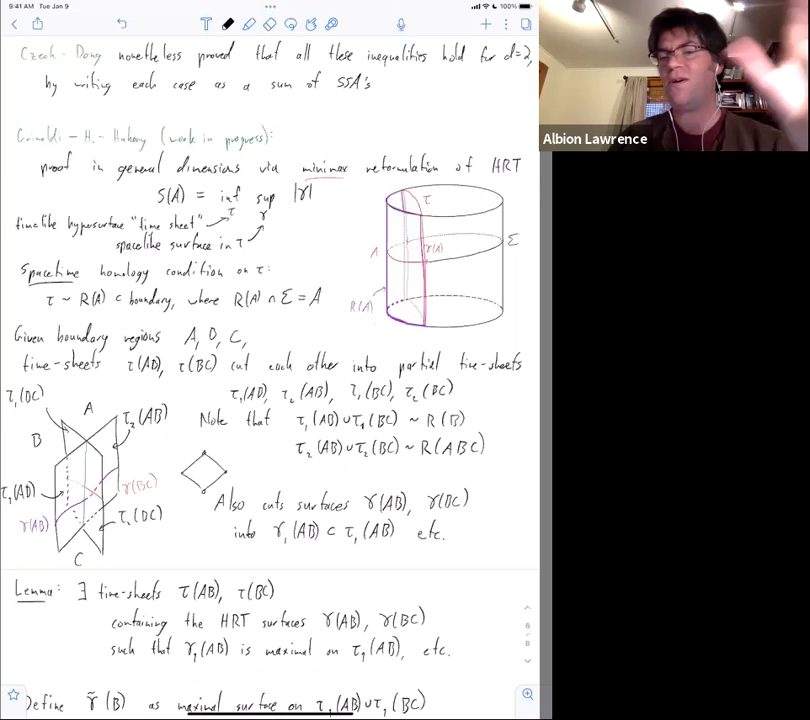 9:41 AM Tue Jan 9
100%
Albion Lawrence
Czech - Dong nonetheless proved that all these inequalities hold for d=2,
by writing each case as a sum of SSA's
Grimaldi - H. - Hubeny (work in progress):
proof in general dimensions via minimax reformulation of HRT
S(A) = inf sup |γ|
τ γ
timelike hypersurface "time sheet"
spacelike surface in τ
Spacetime homology condition on τ:
τ ~ R(A) ⊂ boundary, where R(A) ∩ Σ = A
τ
A
γ(A)
Σ
R(A)
Given boundary regions A, B, C,
time-sheets τ(AB), τ(BC) cut each other into partial time-sheets
τ₁(AB), τ₂(AB), τ₁(BC), τ₂(BC)
Note that τ₁(AB) ∪ τ₁(BC) ~ R(B)
τ₂(AB) ∪ τ₂(BC) ~ R(ABC)
τ₁(BC)
A
τ₂(AB)
B
τ₁(AB)
γ(BC)
γ(AB)
τ₂(BC)
C
Also cuts surfaces γ(AB), γ(BC)
into γ₁(AB) ⊂ τ₁(AB) etc.
Lemma: ∃ time-sheets τ(AB), τ(BC)
containing the HRT surfaces γ(AB), γ(BC)
such that γ₁(AB) is maximal on τ₁(AB), etc.
Define γ̃(B) as maximal surface on τ₁(AB) ∪ τ₁(BC)